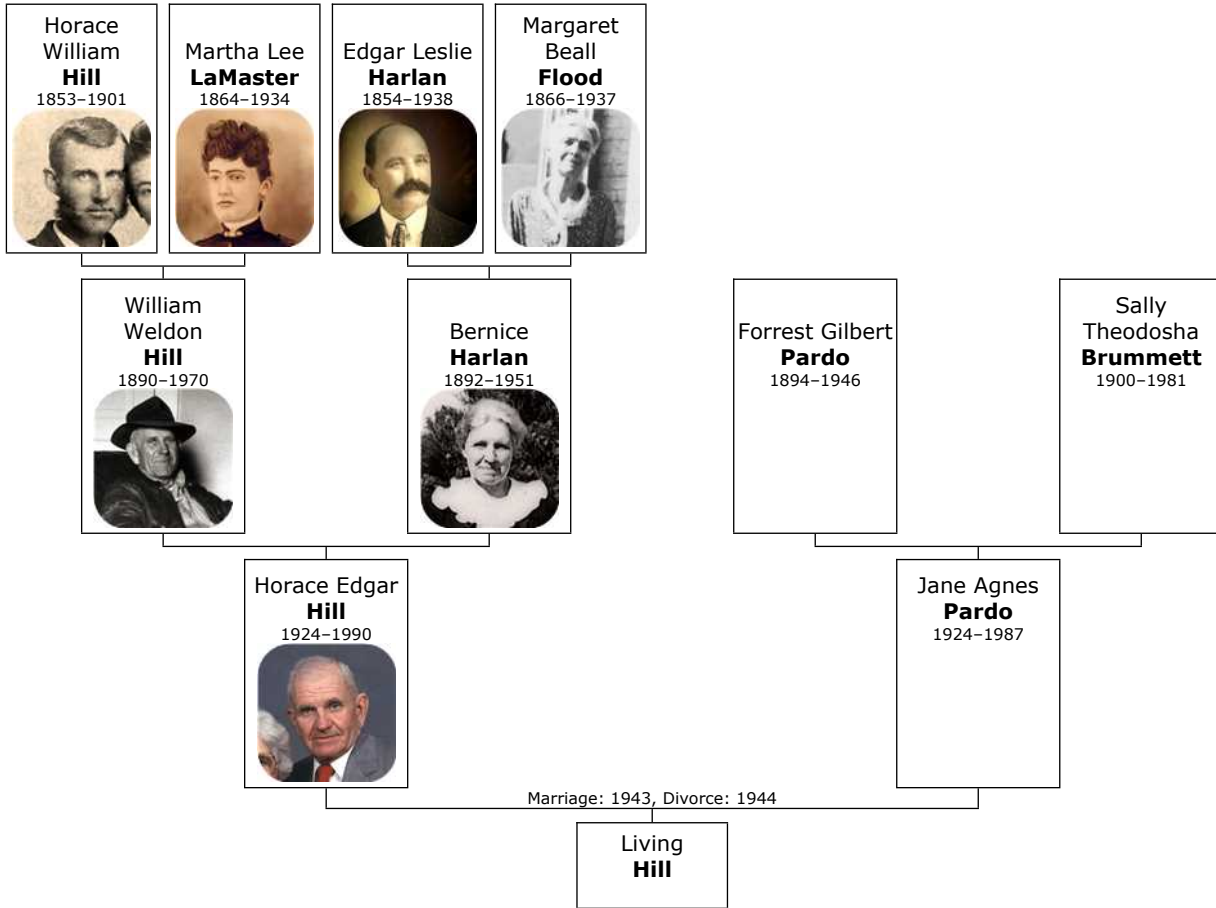 Horace
William
Hill
1853–1901
Martha Lee
LaMaster
1864–1934
Edgar Leslie
Harlan
1854–1938
Margaret
Beall
Flood
1866–1937
William
Weldon
Hill
1890–1970
Bernice
Harlan
1892–1951
Forrest Gilbert
Pardo
1894–1946
Sally
Theodosha
Brummett
1900–1981
Horace Edgar
Hill
1924–1990
Jane Agnes
Pardo
1924–1987
Marriage: 1943, Divorce: 1944
Living
Hill